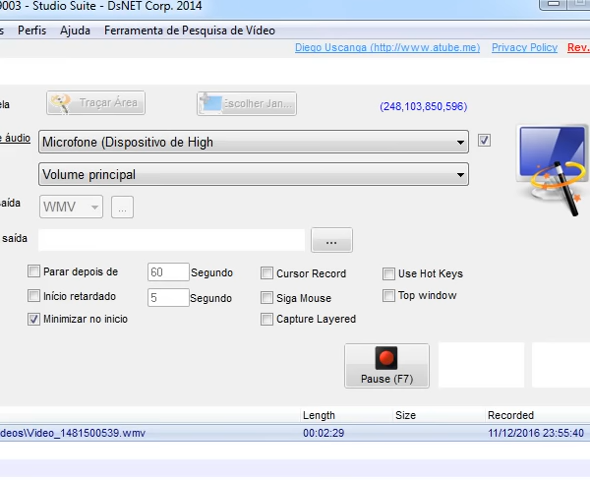 9003 - Studio Suite - DsNET Corp. 2014
s Perfis Ajuda Ferramenta de Pesquisa de Vídeo
Diego Uscanga (http://www.atube.me) Privacy Policy Rev.
ela Traçar Área Escolher Jan... (248,103,850,596)
e áudio Microfone (Dispositivo de High
Volume principal
saída WMV ...
saída ...
Parar depois de 60 Segundo Cursor Record Use Hot Keys
Início retardado 5 Segundo Siga Mouse Top window
Minimizar no inicio Capture Layered
Pause (F7)
Length Size Recorded
deos\Video_1481500539.wmv 00:02:29 11/12/2016 23:55:40